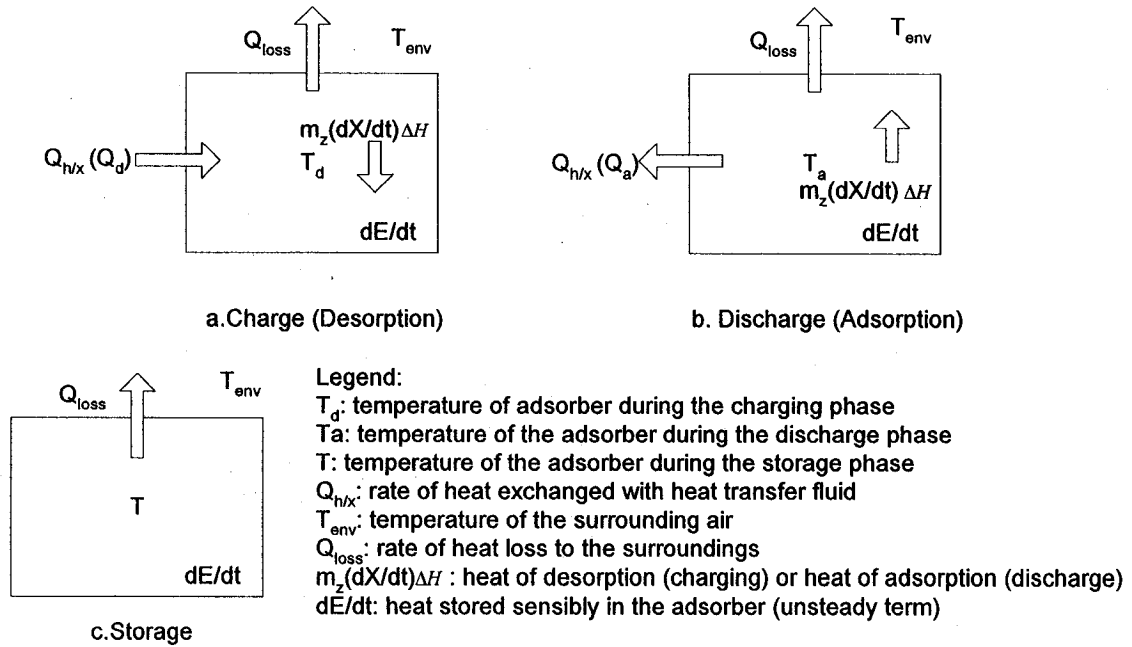 Q_loss T_env
m_z(dX/dt)ΔH
Q_h/x(Q_d)
T_d
dE/dt
a.Charge (Desorption)
Q_loss T_env
Q_h/x(Q_a)
T_a
m_z(dX/dt) ΔH
dE/dt
b. Discharge (Adsorption)
Q_loss T_env
T
dE/dt
c.Storage
Legend:
T_d: temperature of adsorber during the charging phase
Ta: temperature of the adsorber during the discharge phase
T: temperature of the adsorber during the storage phase
Q_h/x: rate of heat exchanged with heat transfer fluid
T_env: temperature of the surrounding air
Q_loss: rate of heat loss to the surroundings
m_z(dX/dt)ΔH : heat of desorption (charging) or heat of adsorption (discharge)
dE/dt: heat stored sensibly in the adsorber (unsteady term)